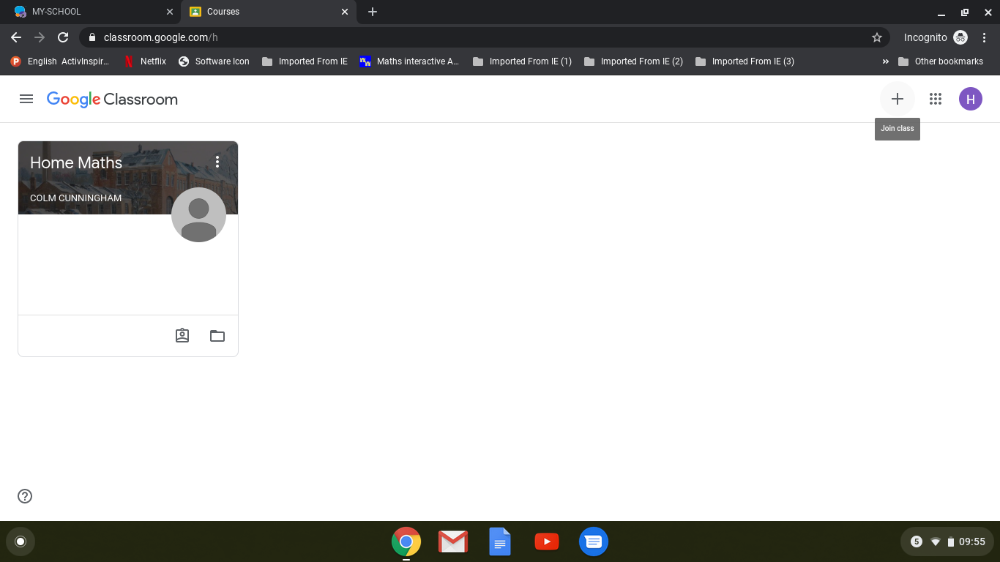 MY-SCHOOL
Courses
classroom.google.com/h
Incognito
English ActivInspir...
Netflix
Software Icon
Imported From IE
Maths interactive A...
Imported From IE (1)
Imported From IE (2)
Imported From IE (3)
»
Other bookmarks
Google Classroom
H
Join class
Home Maths
COLM CUNNINGHAM
5
09:55